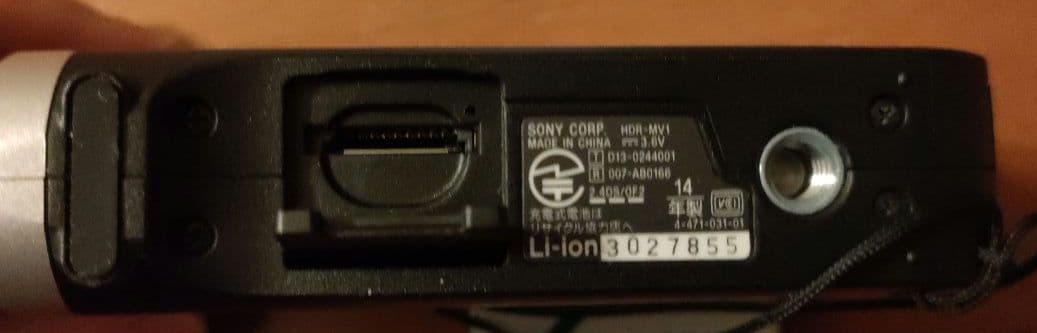 SONY CORP. HDR-MV1
MADE IN CHINA ⎓ 3.6V
T D13-0244001
R 007-AB0166
2.4DS/OF2
14
年製
充電式電池は
リサイクル協力店へ
4-471-031-01
Li-ion 3027855